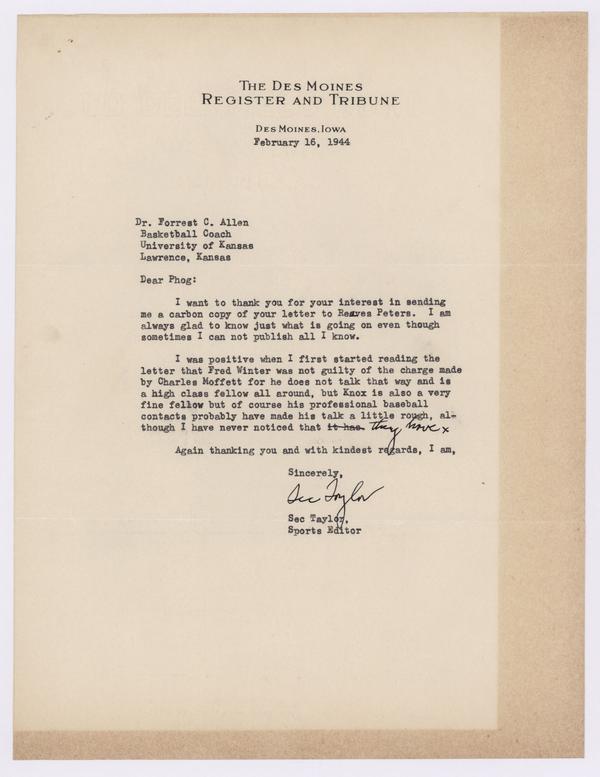 THE DES MOINES
REGISTER AND TRIBUNE
DES MOINES, IOWA
February 16, 1944
Dr. Forrest C. Allen
Basketball Coach
University of Kansas
Lawrence, Kansas
Dear Phog:
I want to thank you for your interest in sending
me a carbon copy of your letter to Reaves Peters. I am
always glad to know just what is going on even though
sometimes I can not publish all I know.
I was positive when I first started reading the
letter that Fred Winter was not guilty of the charge made
by Charles Moffett for he does not talk that way and is
a high class fellow all around, but Knox is also a very
fine fellow but of course his professional baseball
contacts probably have made his talk a little rough, al-
though I have never noticed that it has they have x
Again thanking you and with kindest regards, I am,
Sincerely,
Sec Taylor
Sec Taylor,
Sports Editor